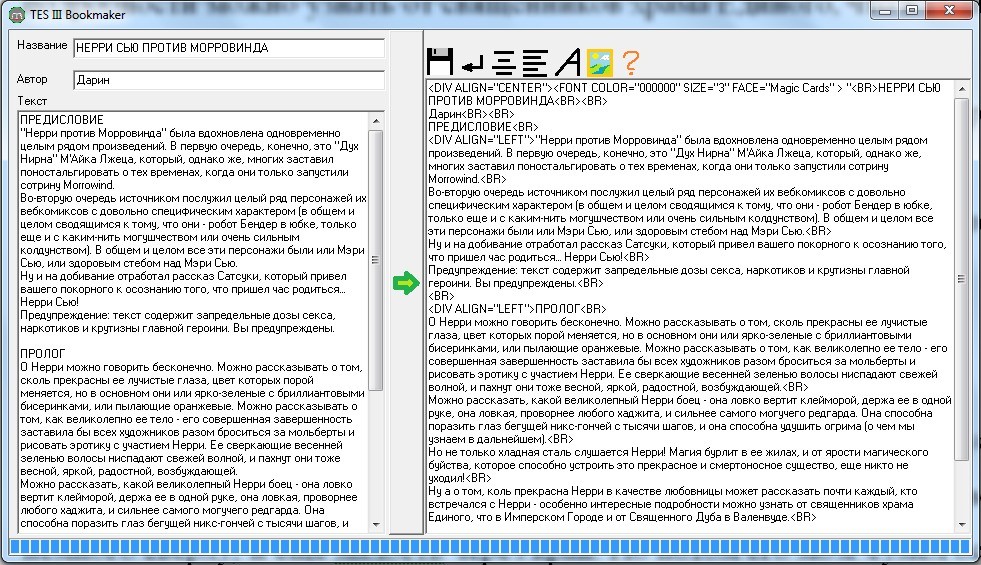 TES III Bookmaker
Название
НЕРРИ СЬЮ ПРОТИВ МОРРОВИНДА
Автор
Дарин
Текст
ПРЕДИСЛОВИЕ
"Нерри против Морровинда" была вдохновлена одновременно
целым рядом произведений. В первую очередь, конечно, это "Дух
Нирна" М'Айка Лжеца, который, однако же, многих заставил
поностальгировать о тех временах, когда они только запустили
сотрину Morrowind.
Во-вторую очередь источником послужил целый ряд персонажей их
вебкомиксов с довольно специфическим характером (в общем и
целом сводящимся к тому, что они - робот Бендер в юбке, только
еще и с каким-нить могушчеством или очень сильным
колдунством). В общем и целом все эти персонажи были или Мэри
Сью, или здоровым стебом над Мэри Сью.
Ну и на добивание отработал рассказ Сатсуки, который привел
вашего покорного к осознанию того, что пришел час родиться...
Нерри Сью!
Предупреждение: текст содержит запредельные дозы секса,
наркотиков и крутизны главной героини. Вы предупреждены.
ПРОЛОГ
О Нерри можно говорить бесконечно. Можно рассказывать о том,
сколь прекрасны ее лучистые глаза, цвет которых порой
меняется, но в основном они или ярко-зеленые с бриллиантовыми
бисеринками, или пылающие оранжевые. Можно рассказывать о
том, как великолепно ее тело - его совершенная завершенность
заставила бы всех художников разом броситься за мольберты и
рисовать эротику с участием Нерри. Ее сверкающие весенней
зеленью волосы ниспадают свежей волной, и пахнут они тоже
весной, яркой, радостной, возбуждающей.
Можно рассказать, какой великолепный Нерри боец - она ловко
вертит клейморой, держа ее в одной руке, она ловкая, проворнее
любого хаджита, и сильнее самого могучего редгарда. Она
способна поразить глаз бегущей никс-гончей с тысячи шагов, и
<DIV ALIGN="CENTER"><FONT COLOR="000000" SIZE="3" FACE="Magic Cards" > "<BR>НЕРРИ СЬЮ
ПРОТИВ МОРРОВИНДА<BR><BR>
Дарин<BR><BR>
ПРЕДИСЛОВИЕ<BR>
<DIV ALIGN="LEFT">"Нерри против Морровинда" была вдохновлена одновременно целым рядом
произведений. В первую очередь, конечно, это "Дух Нирна" М'Айка Лжеца, который, однако же,
многих заставил поностальгировать о тех временах, когда они только запустили сотрину
Morrowind.<BR>
Во-вторую очередь источником послужил целый ряд персонажей их вебкомиксов с довольно
специфическим характером (в общем и целом сводящимся к тому, что они - робот Бендер в юбке,
только еще и с каким-нить могушчеством или очень сильным колдунством). В общем и целом все
эти персонажи были или Мэри Сью, или здоровым стебом над Мэри Сью.<BR>
Ну и на добивание отработал рассказ Сатсуки, который привел вашего покорного к осознанию того,
что пришел час родиться... Нерри Сью!<BR>
Предупреждение: текст содержит запредельные дозы секса, наркотиков и крутизны главной
героини. Вы предупреждены.<BR>
<BR>
<DIV ALIGN="LEFT">ПРОЛОГ<BR>
О Нерри можно говорить бесконечно. Можно рассказывать о том, сколь прекрасны ее лучистые
глаза, цвет которых порой меняется, но в основном они или ярко-зеленые с бриллиантовыми
бисеринками, или пылающие оранжевые. Можно рассказывать о том, как великолепно ее тело - его
совершенная завершенность заставила бы всех художников разом броситься за мольберты и
рисовать эротику с участием Нерри. Ее сверкающие весенней зеленью волосы ниспадают свежей
волной, и пахнут они тоже весной, яркой, радостной, возбуждающей.<BR>
Можно рассказать, какой великолепный Нерри боец - она ловко вертит клейморой, держа ее в одной
руке, она ловкая, проворнее любого хаджита, и сильнее самого могучего редгарда. Она способна
поразить глаз бегущей никс-гончей с тысячи шагов, и она способна удушить огрима (о чем мы
узнаем в дальнейшем).<BR>
Но не только хладная сталь слушается Нерри! Магия бурлит в ее жилах, и от ярости магического
буйства, которое способно устроить это прекрасное и смертоносное существо, еще никто не
уходил!<BR>
Ну а о том, коль прекрасна Нерри в качестве любовницы может рассказать почти каждый, кто
встречался с Нерри - особенно интересные подробности можно узнать от священников храма
Единого, что в Имперском Городе и от Священного Дуба в Валенвуде.<BR>